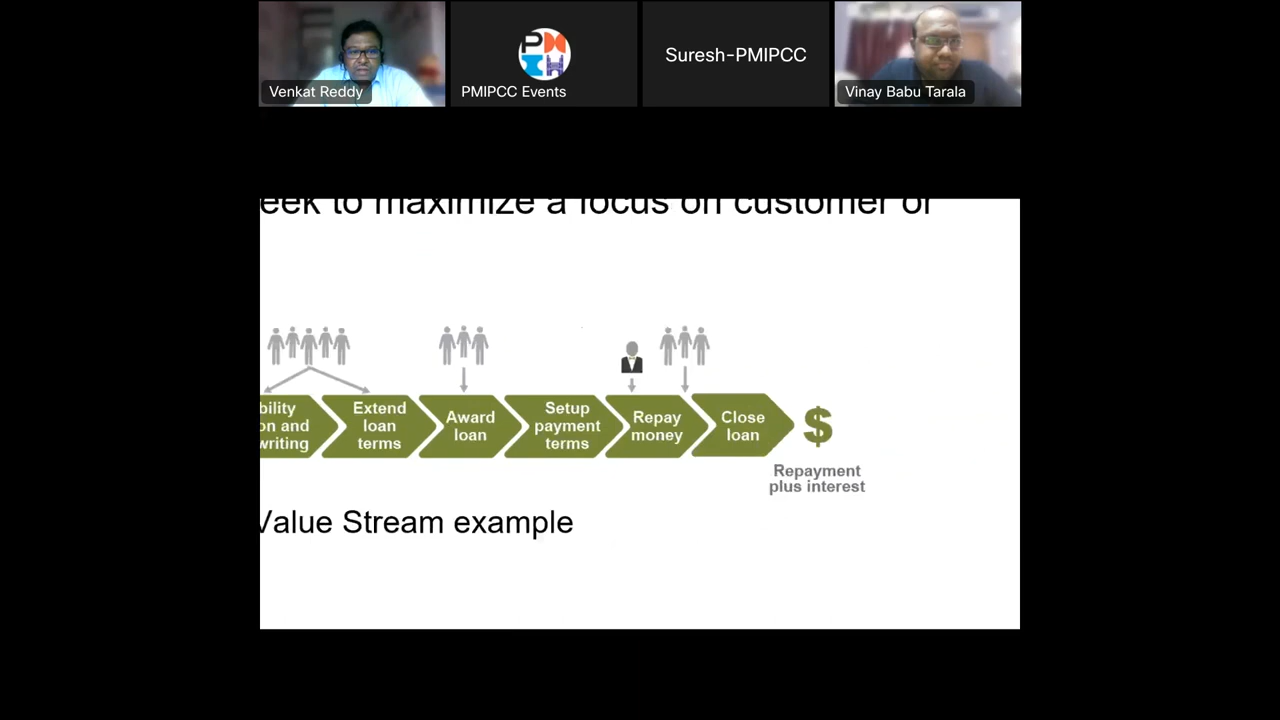 Suresh-PMIPCC
Venkat Reddy
PMIPCC Events
Vinay Babu Tarala
eek to maximize a focus on customer or
bility
on and
writing
Extend
loan
terms
Award
loan
Setup
payment
terms
Repay
money
Close
loan
$
Repayment
plus interest
Value Stream example